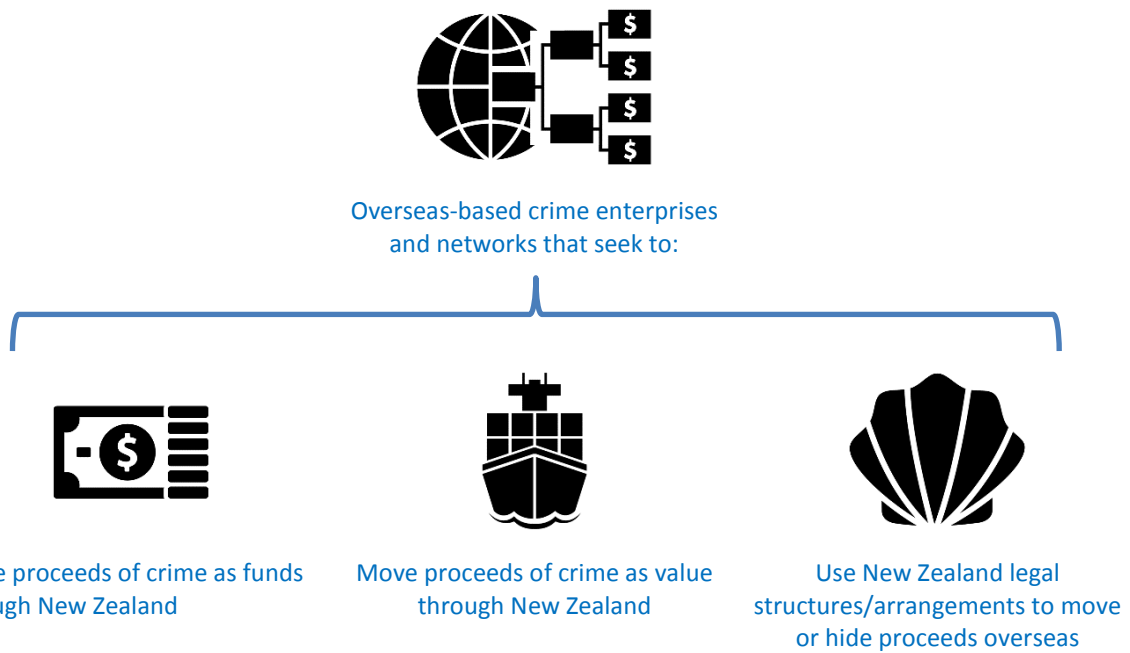 $
$
$
$
Overseas-based crime enterprises
and networks that seek to:
$
proceeds of crime as funds
New Zealand
Move proceeds of crime as value
through New Zealand
Use New Zealand legal
structures/arrangements to move
or hide proceeds overseas